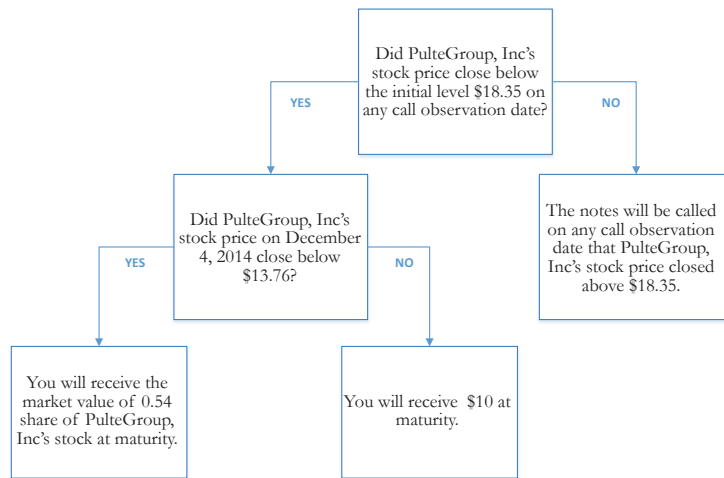 Did PulteGroup, Inc's
stock price close below
the initial level $18.35 on
any call observation date?
YES
NO
Did PulteGroup, Inc's
stock price on December
4, 2014 close below
$13.76?
The notes will be called
on any call observation
date that PulteGroup,
Inc's stock price closed
above $18.35.
YES
NO
You will receive the
market value of 0.54
share of PulteGroup,
Inc's stock at maturity.
You will receive $10 at
maturity.